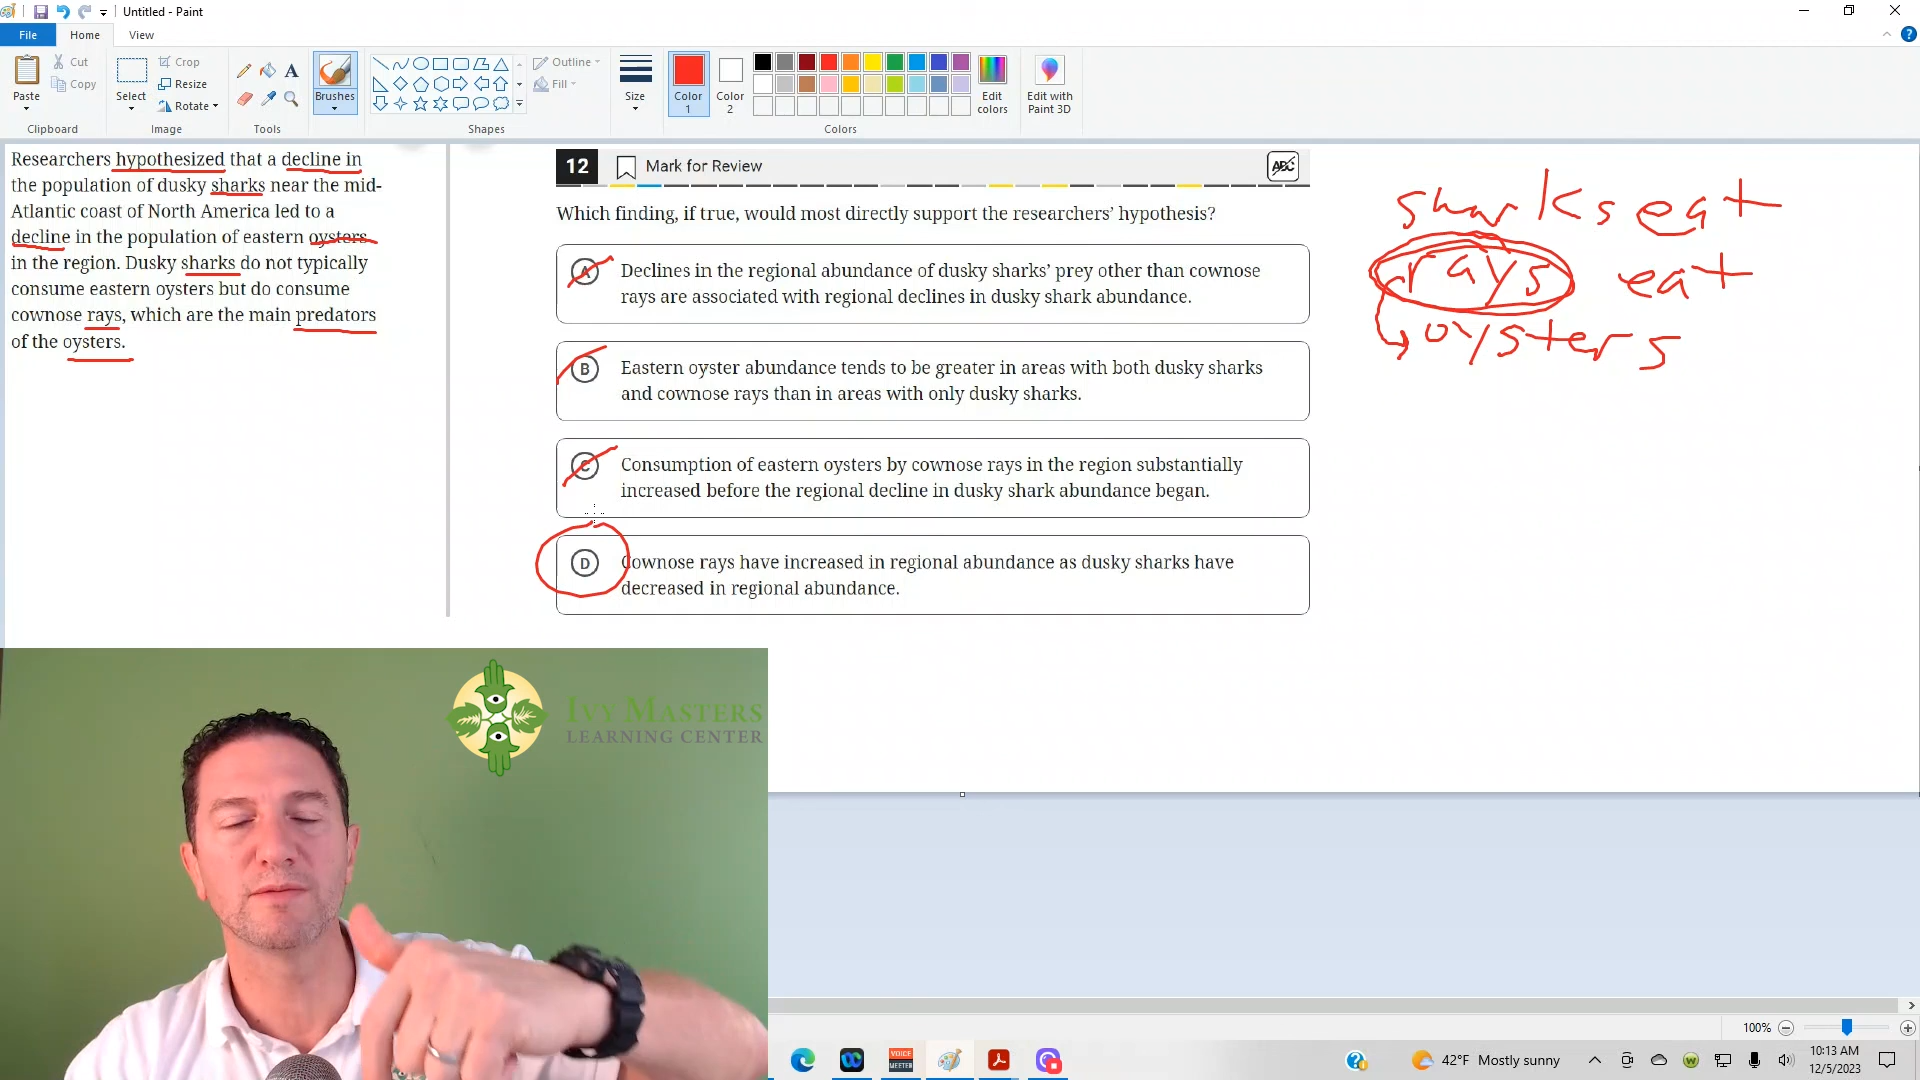 Untitled - Paint
File
Home
View
Paste
Cut
Copy
Clipboard
Select
Crop
Resize
Rotate
Image
Tools
Brushes
Shapes
Outline
Fill
Size
Color 1
Color 2
Colors
Edit colors
Edit with Paint 3D
Researchers hypothesized that a decline in
the population of dusky sharks near the mid-
Atlantic coast of North America led to a
decline in the population of eastern oysters
in the region. Dusky sharks do not typically
consume eastern oysters but do consume
cownose rays, which are the main predators
of the oysters.
12 Mark for Review ABC
Which finding, if true, would most directly support the researchers' hypothesis?
A Declines in the regional abundance of dusky sharks' prey other than cownose
rays are associated with regional declines in dusky shark abundance.
B Eastern oyster abundance tends to be greater in areas with both dusky sharks
and cownose rays than in areas with only dusky sharks.
C Consumption of eastern oysters by cownose rays in the region substantially
increased before the regional decline in dusky shark abundance began.
D Cownose rays have increased in regional abundance as dusky sharks have
decreased in regional abundance.
sharks eat
rays eat
oysters
IVY MASTERS
LEARNING CENTER
100%
VOICE MEETER
42°F Mostly sunny
10:13 AM
12/5/2023